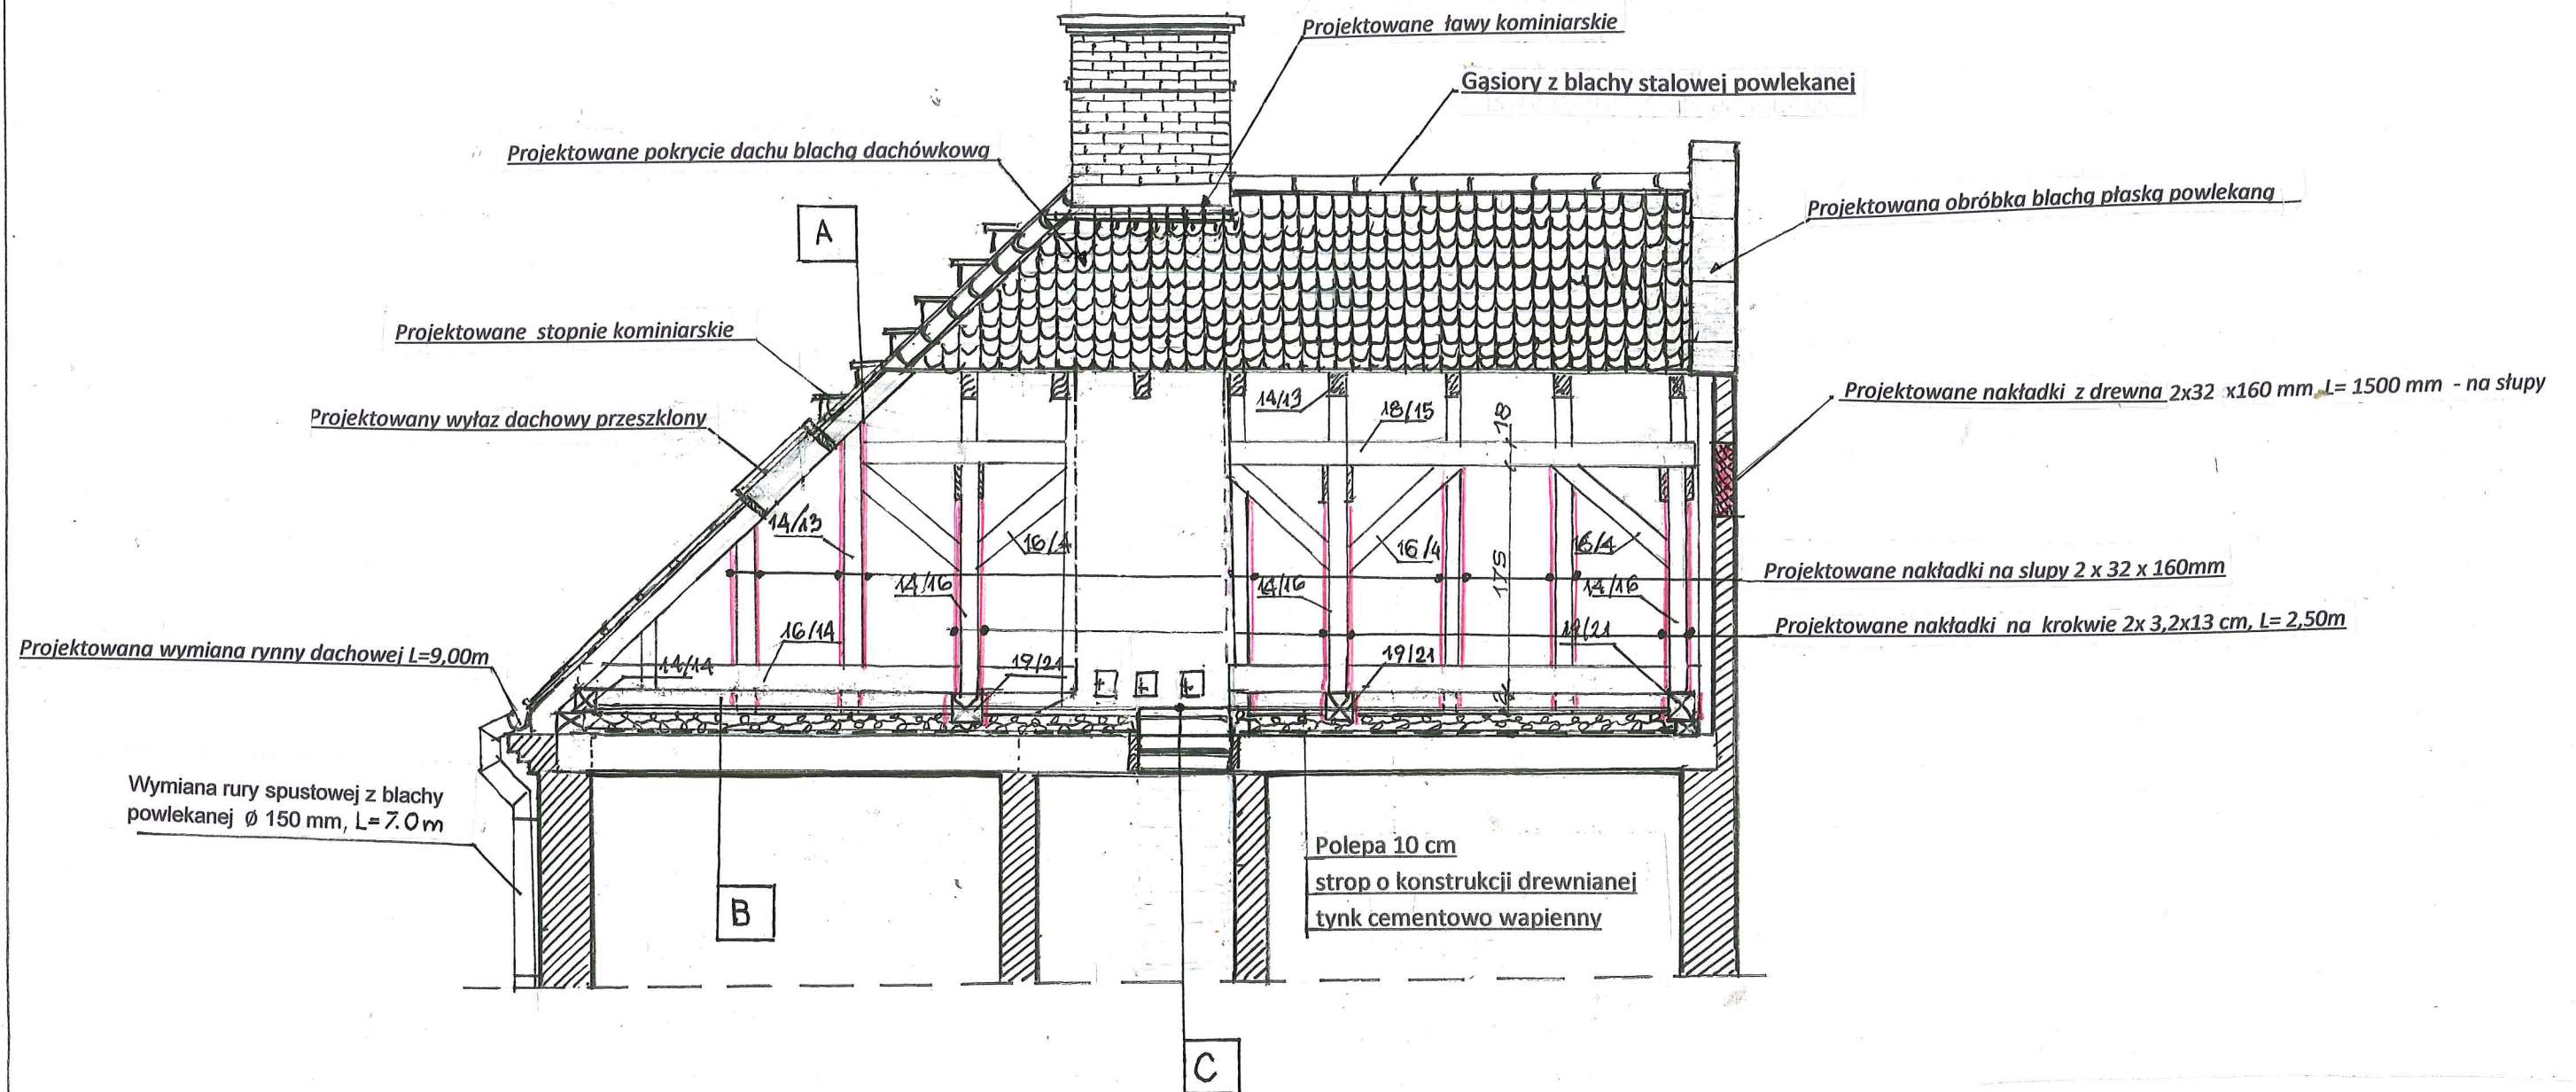 Projektowane ławy kominiarskie
Gąsiory z blachy stalowej powlekanej
Projektowane pokrycie dachu blachą dachówkową
Projektowana obróbka blachą płaską powlekaną
A
Projektowane stopnie kominiarskie
Projektowane nakładki z drewna 2x32 x160 mm, L= 1500 mm - na słupy
Projektowany wyłaz dachowy przeszklony
14/13
18/15
18
14/13
16/4
16/4
16/4
175
Projektowane nakładki na slupy 2 x 32 x 160mm
14/16
14/16
14/16
Projektowane nakładki na krokwie 2x 3,2x13 cm, L= 2,50m
16/14
19/21
19/21
19/21
14/14
Projektowana wymiana rynny dachowej L=9,00m
Wymiana rury spustowej z blachy
powlekanej Ø 150 mm, L=7.0m
Polepa 10 cm
strop o konstrukcji drewnianej
tynk cementowo wapienny
B
C